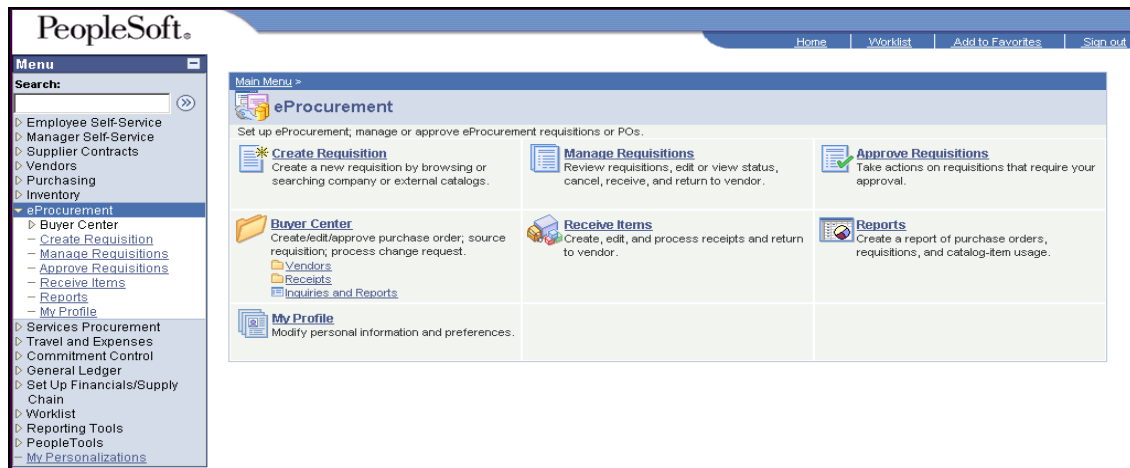 PeopleSoft.
Home
Worklist
Add to Favorites
Sign out
Menu
Search:
Employee Self-Service
Manager Self-Service
Supplier Contracts
Vendors
Purchasing
Inventory
eProcurement
Buyer Center
Create Requisition
Manage Requisitions
Approve Requisitions
Receive Items
Reports
My Profile
Services Procurement
Travel and Expenses
Commitment Control
General Ledger
Set Up Financials/Supply
Chain
Worklist
Reporting Tools
PeopleTools
My Personalizations
Main Menu >
eProcurement
Set up eProcurement; manage or approve eProcurement requisitions or POs.
Create Requisition
Create a new requisition by browsing or
searching company or external catalogs.
Manage Requisitions
Review requisitions, edit or view status,
cancel, receive, and return to vendor.
Approve Requisitions
Take actions on requisitions that require your
approval.
Buyer Center
Create/edit/approve purchase order; source
requisition; process change request.
Vendors
Receipts
Inquiries and Reports
Receive Items
Create, edit, and process receipts and return
to vendor.
Reports
Create a report of purchase orders,
requisitions, and catalog-item usage.
My Profile
Modify personal information and preferences.